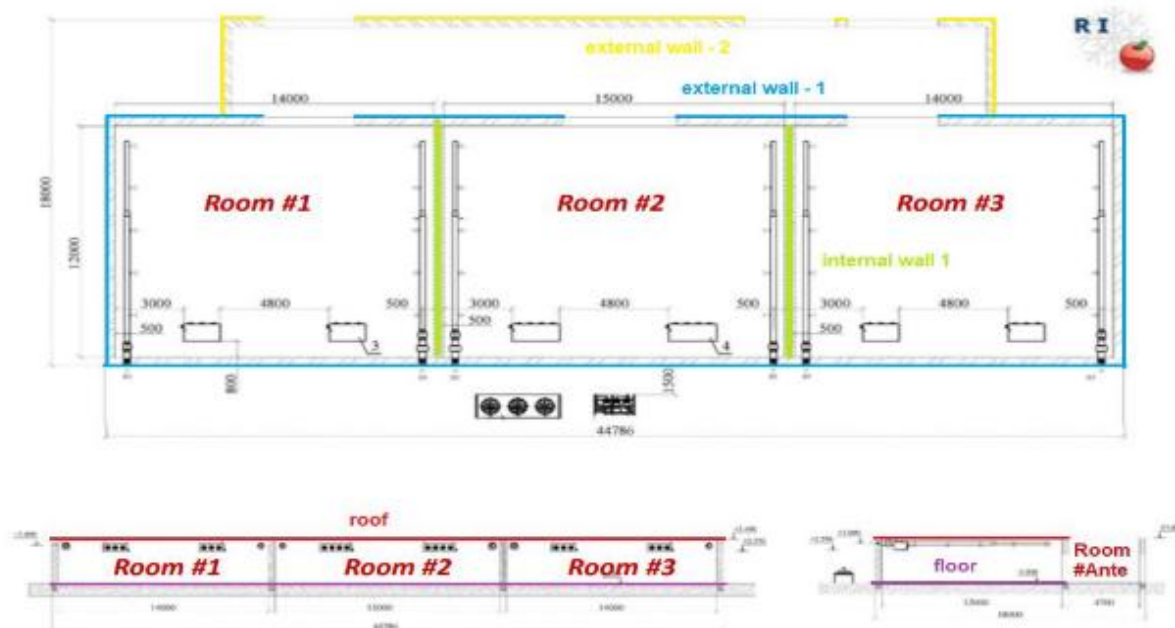 R I
external wall - 2
external wall - 1
14000
15000
14000
18000
12000
Room #1
Room #2
Room #3
internal wall 1
3000
4800
500
3000
4800
500
3000
4800
500
500
500
500
3
4
800
1500
44786
roof
Room #1
Room #2
Room #3
14000
15000
14000
floor
Room
#Ante